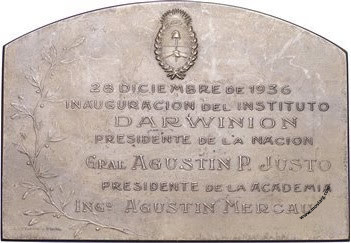 28 DICIEMBRE DE 1936
INAUGURACION DEL INSTITUTO
DARWINION
PRESIDENTE DE LA NACION
GRAL AGUSTIN P. JUSTO
PRESIDENTE DE LA ACADEMIA
ING° AGUSTIN MERCAU